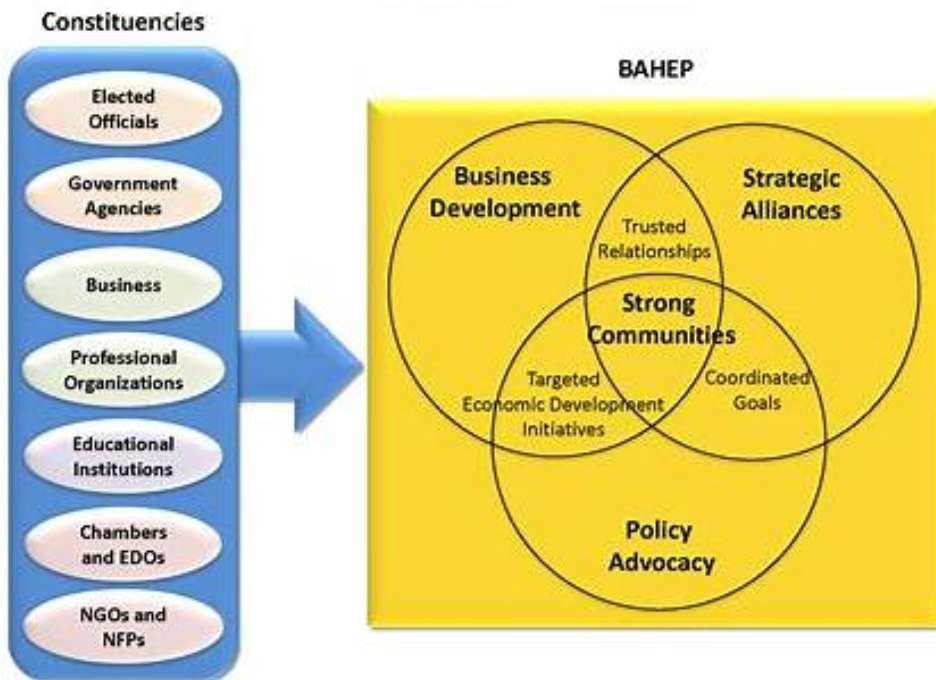 Constituencies
Elected
Officials
Government
Agencies
Business
Professional
Organizations
Educational
Institutions
Chambers
and EDOs
NGOs and
NFPs
BAHEP
Business
Development
Strategic
Alliances
Trusted
Relationships
Strong
Communities
Targeted
Economic Development
Initiatives
Coordinated
Goals
Policy
Advocacy